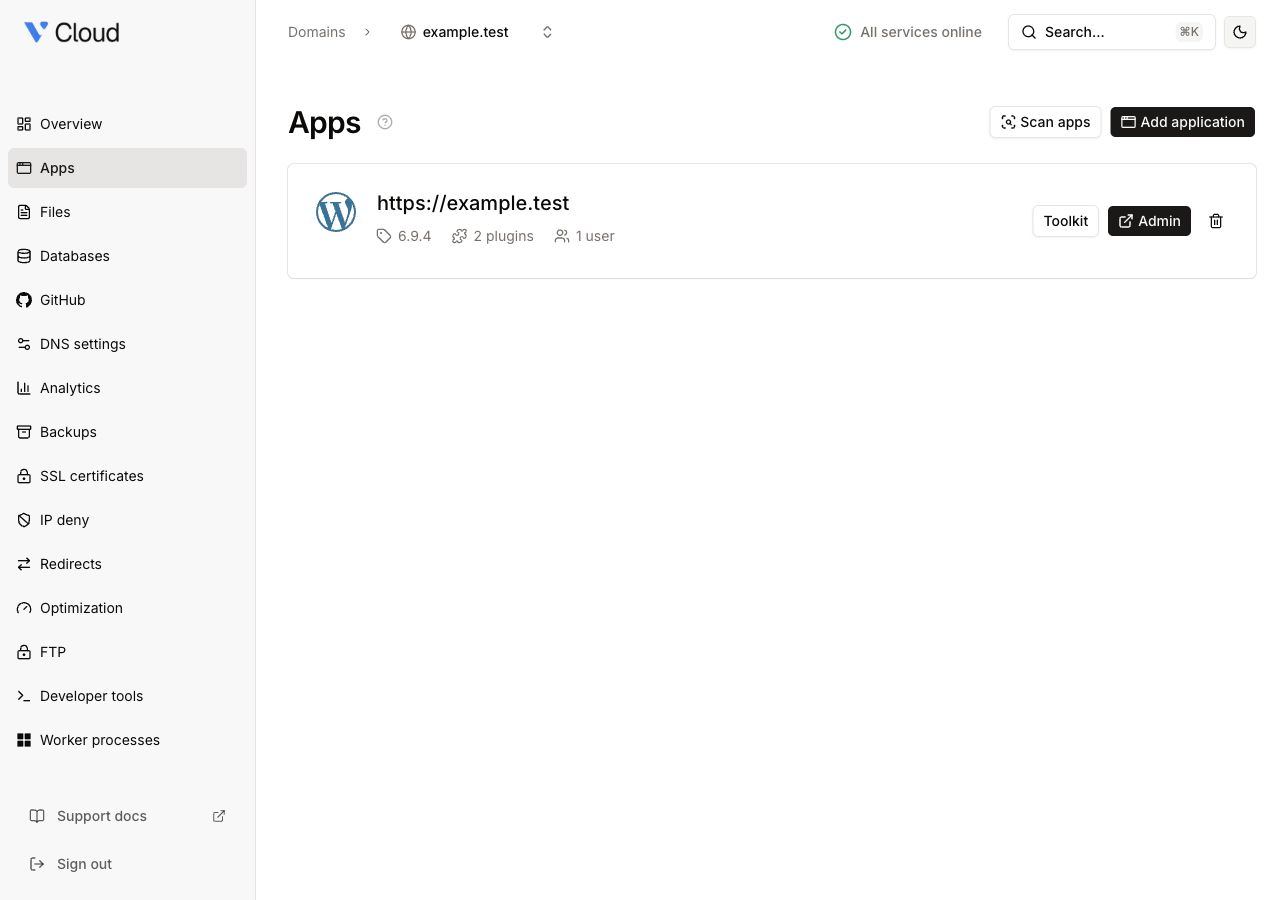 Cloud
Domains
example.test
All services online
Search...
⌘K
Overview
Apps
Files
Databases
GitHub
DNS settings
Analytics
Backups
SSL certificates
IP deny
Redirects
Optimization
FTP
Developer tools
Worker processes
Support docs
Sign out
Apps
Scan apps
Add application
https://example.test
6.9.4 2 plugins 1 user
Toolkit
Admin